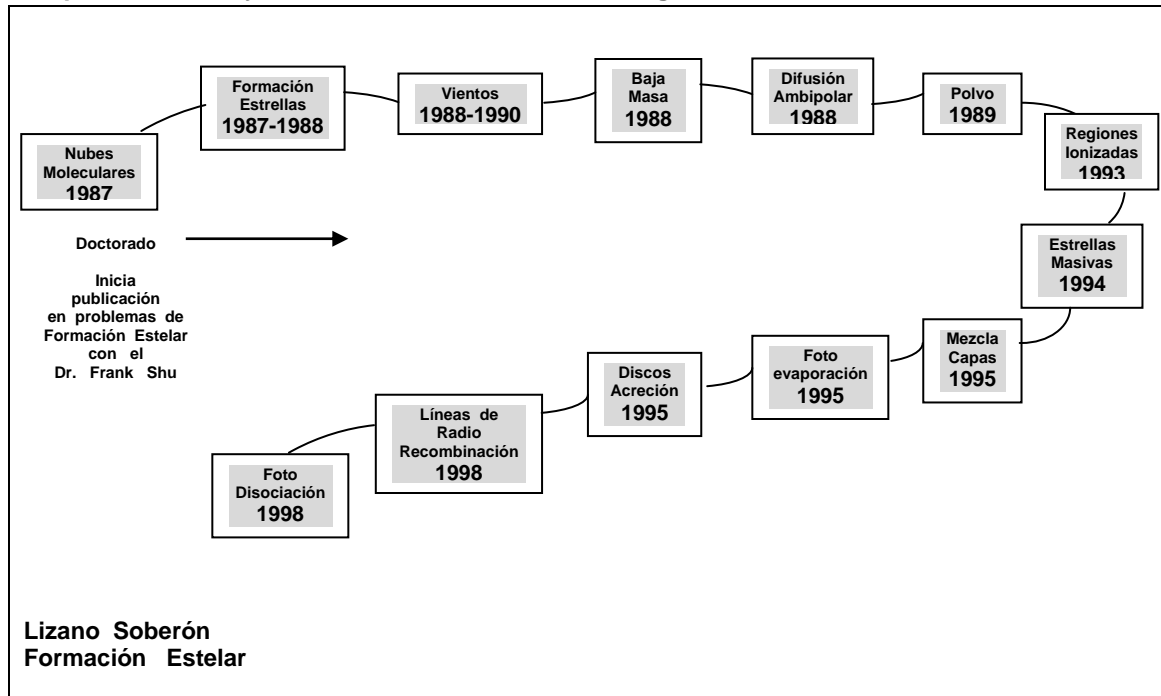 Nubes
Moleculares
1987
Formación
Estrellas
1987-1988
Vientos
1988-1990
Baja
Masa
1988
Difusión
Ambipolar
1988
Polvo
1989
Regiones
Ionizadas
1993
Estrellas
Masivas
1994
Mezcla
Capas
1995
Foto
evaporación
1995
Discos
Acreción
1995
Líneas de
Radio
Recombinación
1998
Foto
Disociación
1998
Doctorado
Inicia
publicación
en problemas de
Formación Estelar
con el
Dr. Frank Shu
Lizano Soberón
Formación Estelar